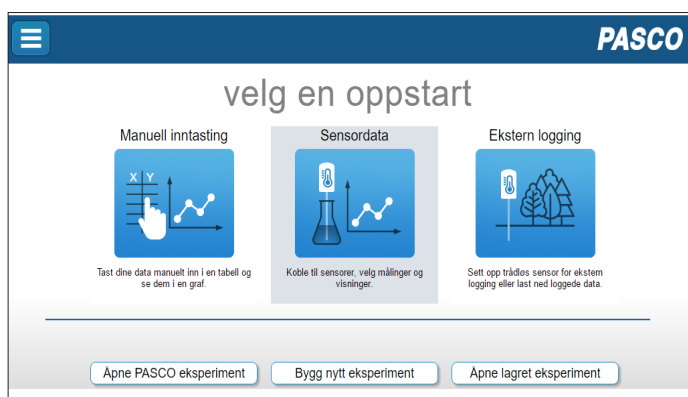 PASCO
velg en oppstart
Manuell inntasting
Sensordata
Ekstern logging
X Y
Tast dine data manuelt inn i en tabell og
se dem i en graf.
Koble til sensorer, velg målinger og
visninger.
Sett opp trådløs sensor for ekstern
logging eller last ned loggede data.
Åpne PASCO eksperiment
Bygg nytt eksperiment
Åpne lagret eksperiment